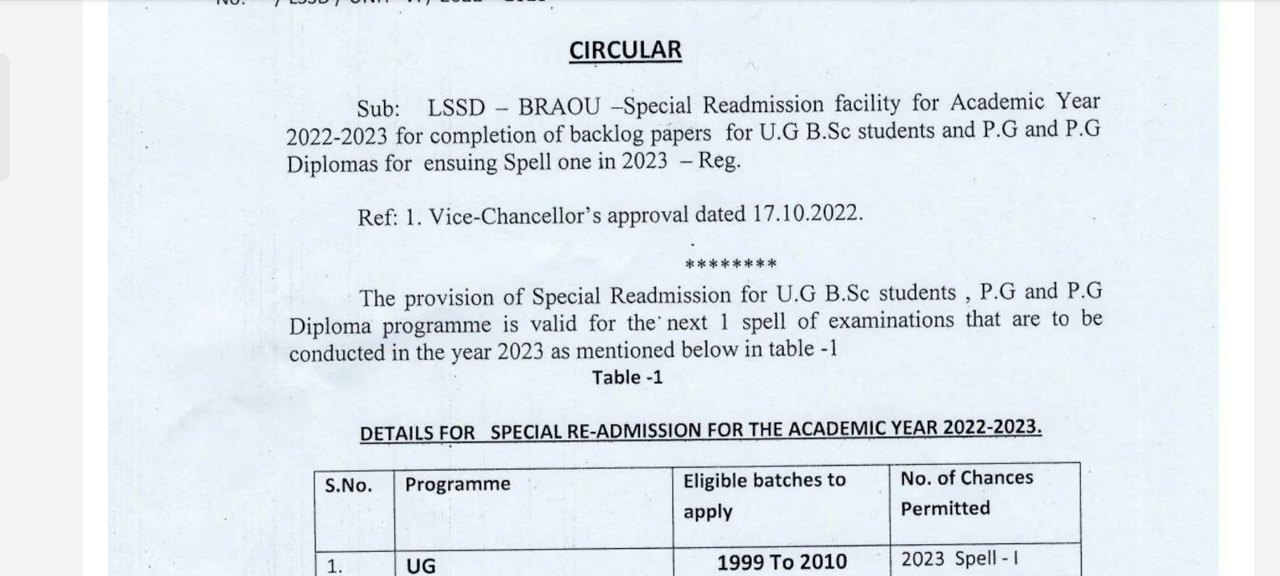 CIRCULAR
Sub: LSSD – BRAOU –Special Readmission facility for Academic Year
2022-2023 for completion of backlog papers for U.G B.Sc students and P.G and P.G
Diplomas for ensuing Spell one in 2023 – Reg.
Ref: 1. Vice-Chancellor's approval dated 17.10.2022.
********
The provision of Special Readmission for U.G B.Sc students , P.G and P.G
Diploma programme is valid for the next 1 spell of examinations that are to be
conducted in the year 2023 as mentioned below in table -1
Table -1
DETAILS FOR SPECIAL RE-ADMISSION FOR THE ACADEMIC YEAR 2022-2023.
S.No. Programme Eligible batches to No. of Chances
apply Permitted
1. UG 1999 To 2010 2023 Spell - I